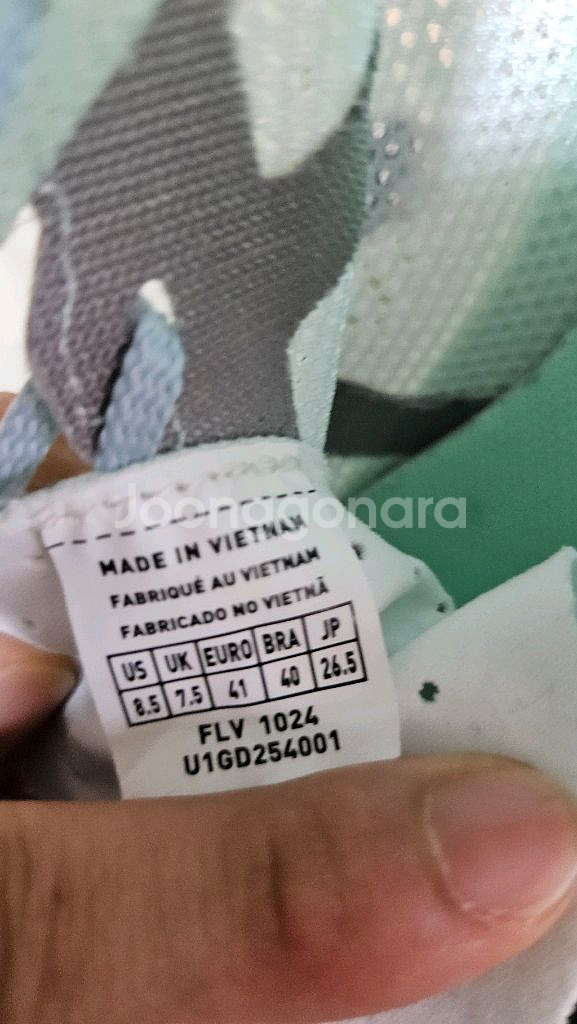 Joonggonara
MADE IN VIETNAM
FABRIQUÉ AU VIETNAM
FABRICADO NO VIETNÃ
US UK EURO BRA JP
8.5 7.5 41 40 26.5
FLV 1024
U1GD254001